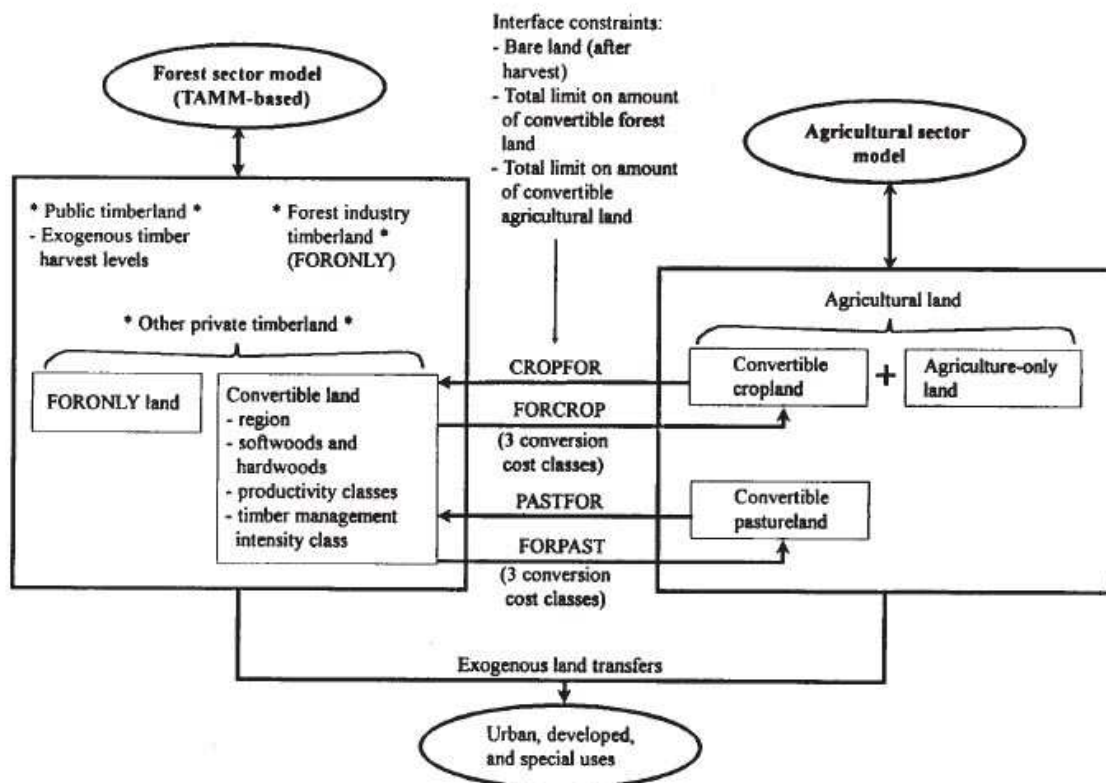 Interface constraints:
- Bare land (after
harvest)
- Total limit on amount
of convertible forest
land
- Total limit on amount
of convertible
agricultural land
Forest sector model
(TAMM-based)
Agricultural sector
model
* Public timberland *
- Exogenous timber
harvest levels
* Forest industry
timberland *
(FORONLY)
* Other private timberland *
FORONLY land
Convertible land
- region
- softwoods and
hardwoods
- productivity classes
- timber management
intensity class
CROPFOR
FORCROP
(3 conversion
cost classes)
PASTFOR
FORPAST
(3 conversion
cost classes)
Agricultural land
Convertible
cropland
+
Agriculture-only
land
Convertible
pastureland
Exogenous land transfers
Urban, developed,
and special uses